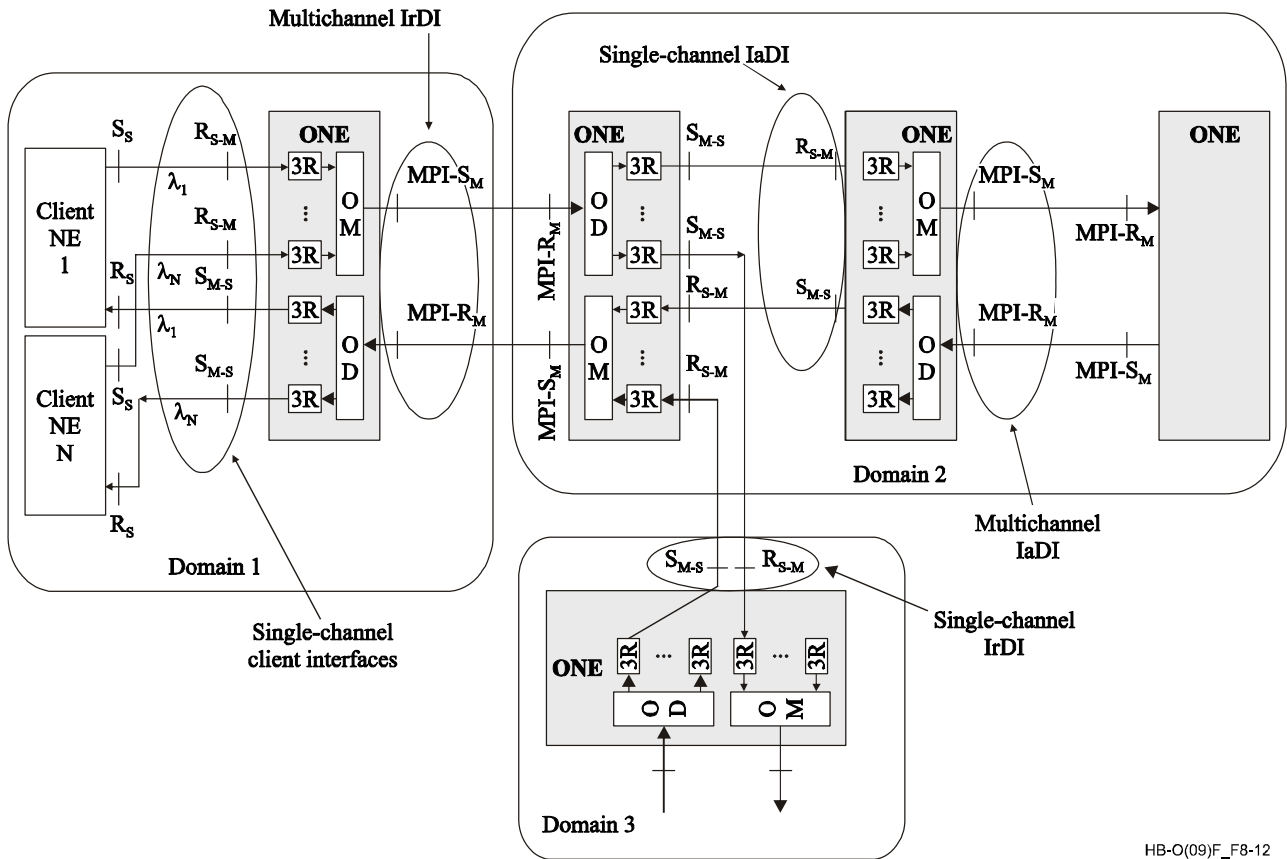 Multichannel IrDI
Single-channel IaDI
S_S
R_S-M
ONE
3R
O
M
MPI-S_M
λ_1
...
Client
NE
1
R_S-M
3R
λ_N
R_S
S_M-S
3R
O
D
MPI-R_M
λ_1
...
S_M-S
Client
NE
N
S_S
3R
λ_N
R_S
Domain 1
Single-channel
client interfaces
ONE
S_M-S
O
D
3R
...
3R
S_M-S
MPI-R_M
R_S-M
O
M
3R
...
3R
R_S-M
MPI-S_M
R_S-M
S_M-S
ONE
3R
O
M
...
3R
MPI-S_M
MPI-R_M
3R
O
D
...
3R
MPI-R_M
MPI-S_M
ONE
Domain 2
Multichannel
IaDI
S_M-S
R_S-M
Single-channel
IrDI
ONE
3R
...
3R
3R
...
3R
O
D
O
M
Domain 3
HB-O(09)F_F8-12